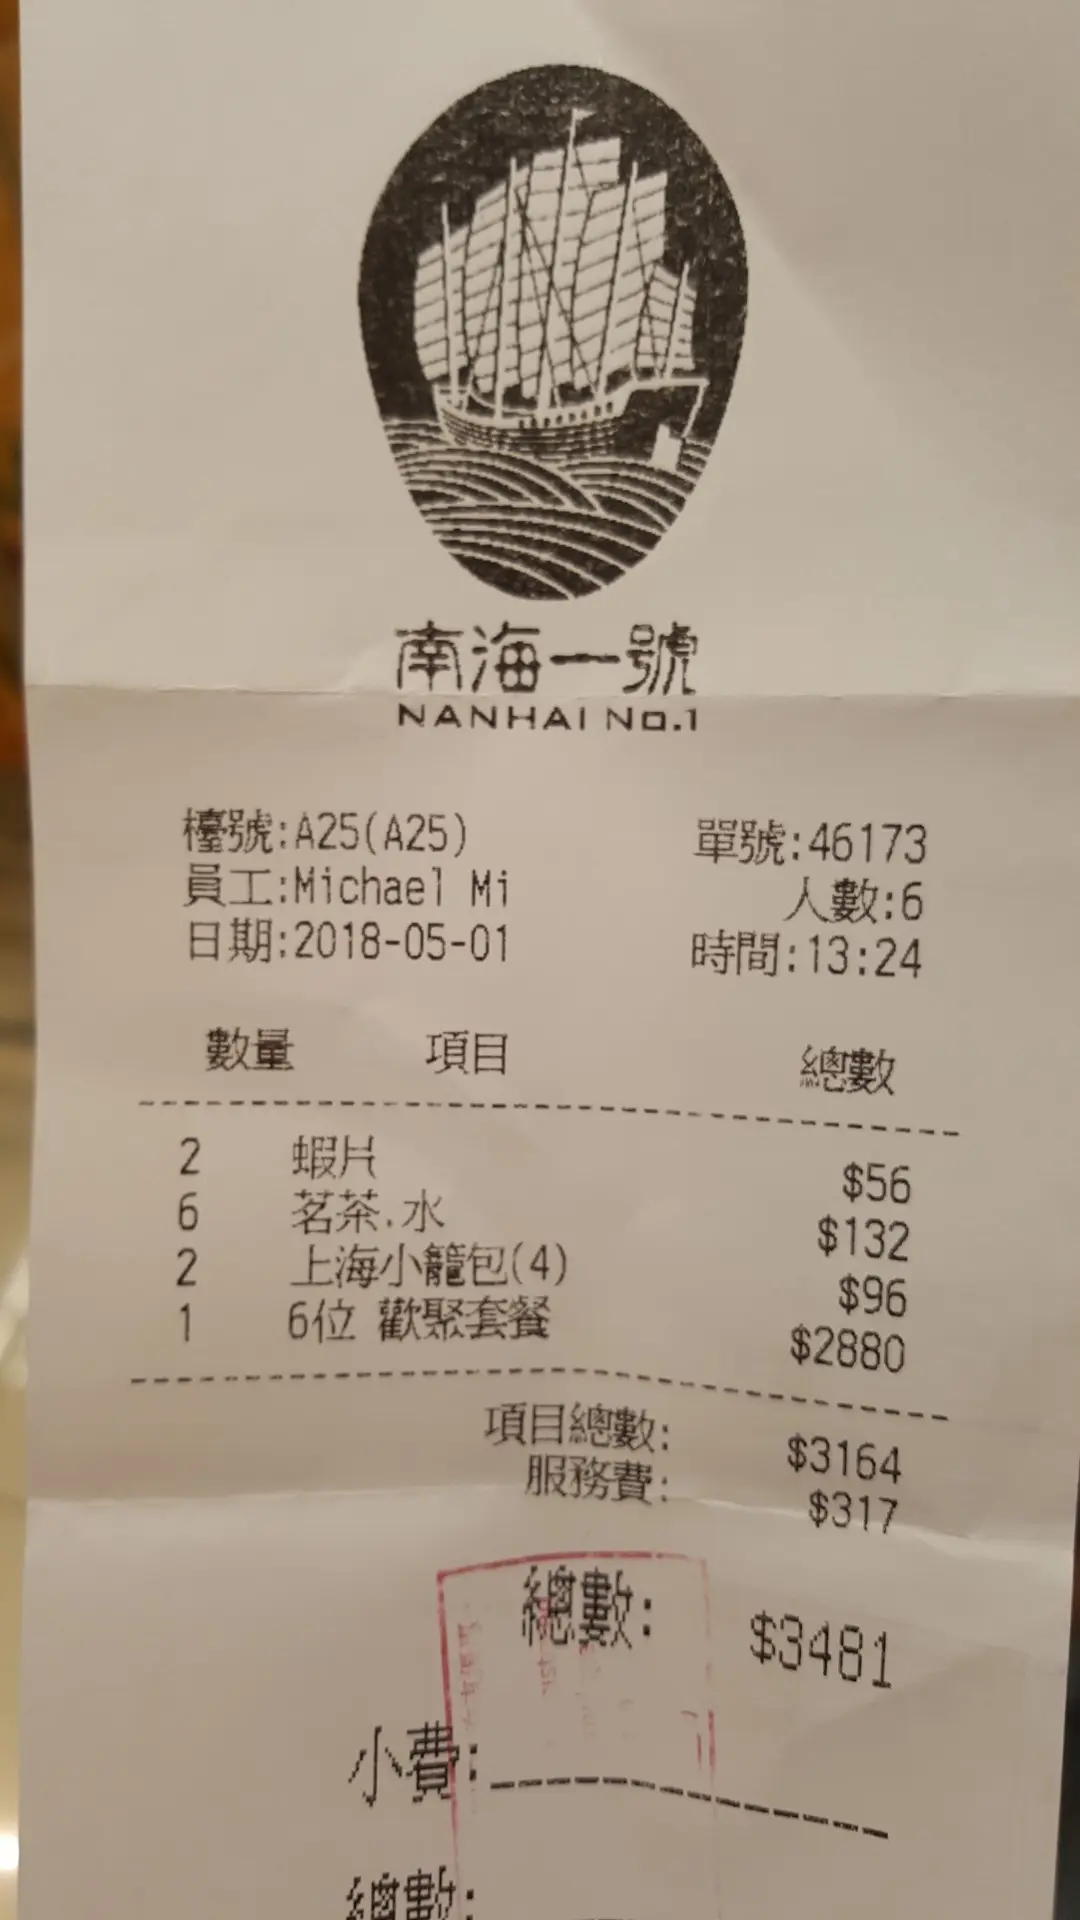 南海一號
NANHAI No.1
檯號:A25(A25) 單號:46173
員工:Michael Mi 人數:6
日期:2018-05-01 時間:13:24
數量 項目 總數
2 蝦片 $56
6 茗茶.水 $132
2 上海小籠包(4) $96
1 6位 歡聚套餐 $2880
項目總數: $3164
服務費: $317
總數: $3481
小費:
總數: